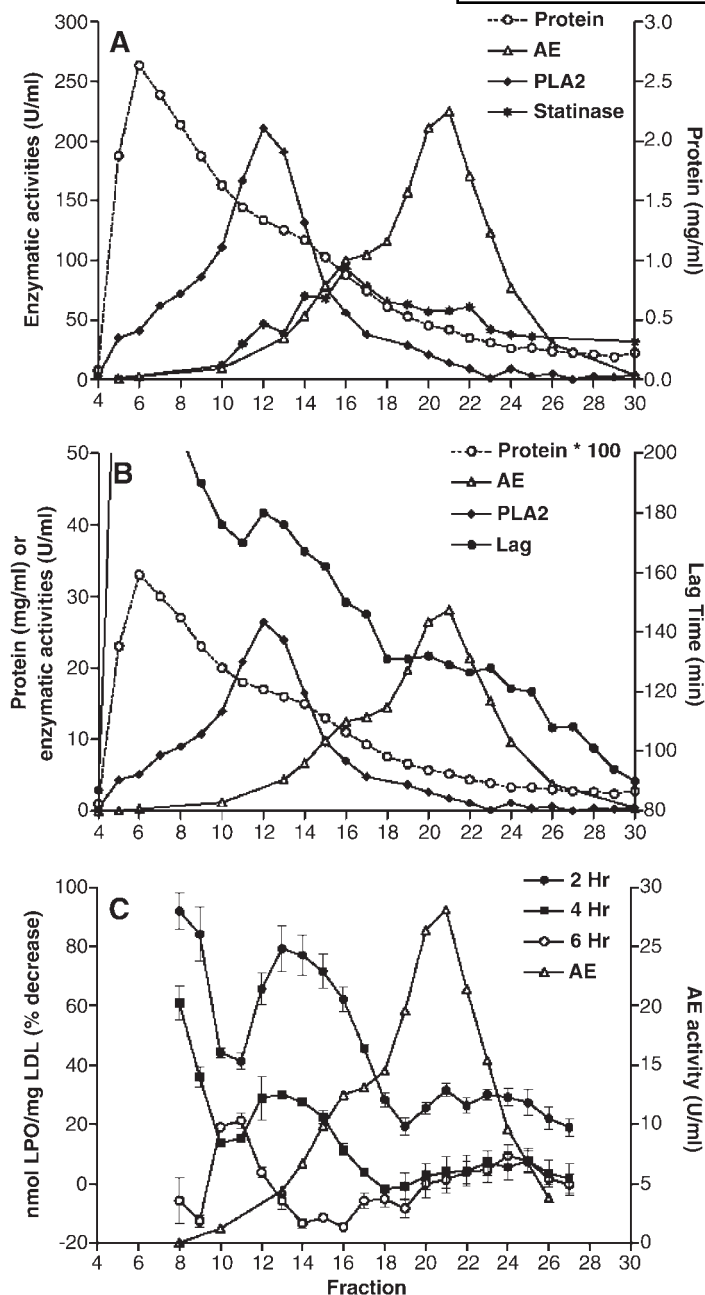 A
Protein
AE
PLA2
Statinase
Enzymatic activities (U/ml)
Protein (mg/ml)
300
250
200
150
100
50
0
3.0
2.5
2.0
1.5
1.0
0.5
0.0
4 6 8 10 12 14 16 18 20 22 24 26 28 30
B
Protein * 100
AE
PLA2
Lag
Protein (mg/ml) or
enzymatic activities (U/ml)
Lag Time (min)
50
40
30
20
10
0
200
180
160
140
120
100
80
4 6 8 10 12 14 16 18 20 22 24 26 28 30
C
2 Hr
4 Hr
6 Hr
AE
nmol LPO/mg LDL (% decrease)
AE activity (U/ml)
100
80
60
40
20
0
-20
30
25
20
15
10
5
0
4 6 8 10 12 14 16 18 20 22 24 26 28 30
Fraction